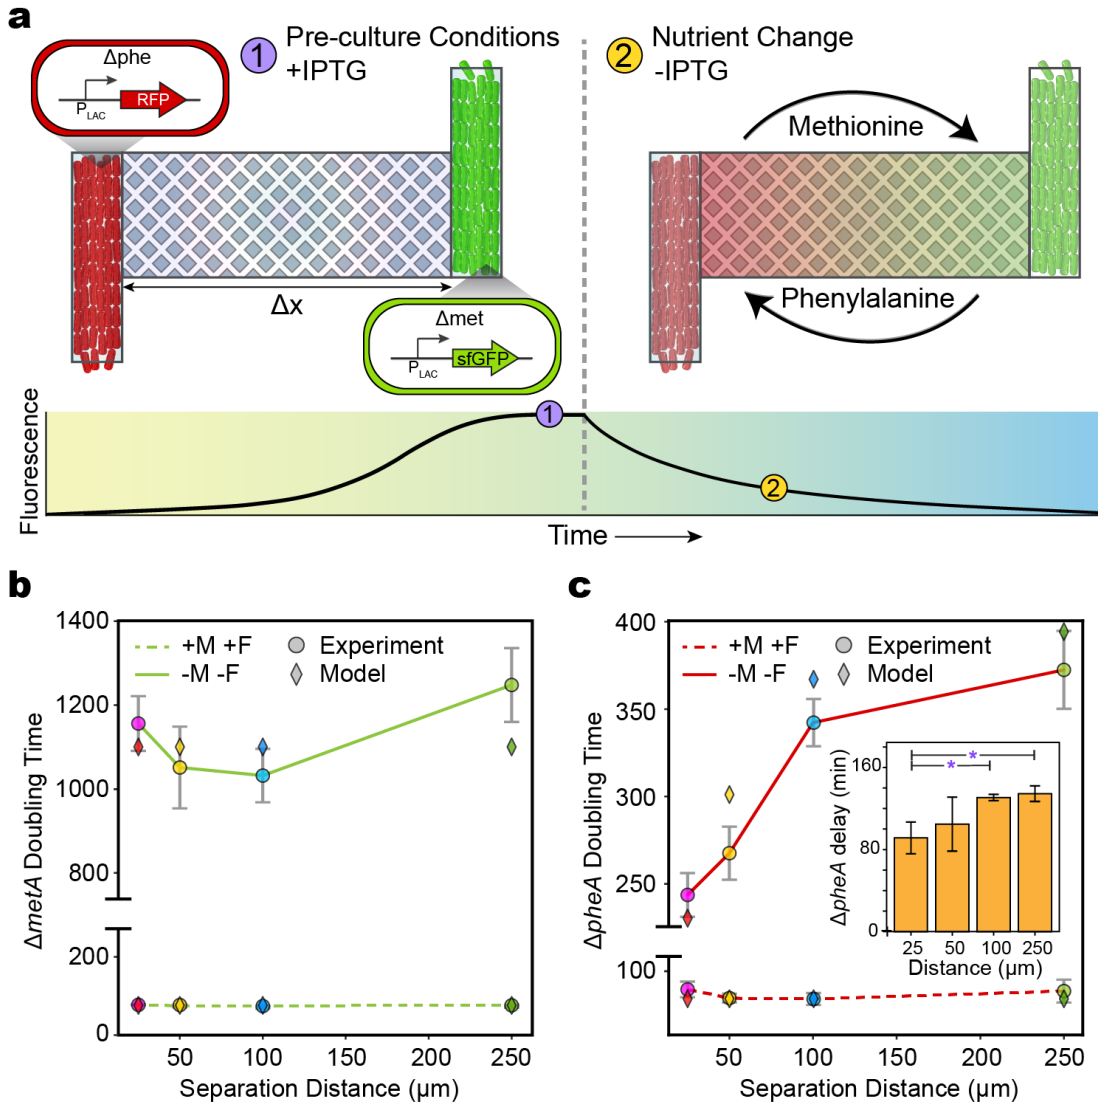 a
Δphe
P_LAC
RFP
1
Pre-culture Conditions
+IPTG
2
Nutrient Change
-IPTG
Methionine
Phenylalanine
Δx
Δmet
P_LAC
sfGFP
Fluorescence
1
2
Time
b
1400
1200
1000
800
200
0
50
100
150
200
250
ΔmetA Doubling Time
Separation Distance (μm)
+M +F
-M -F
Experiment
Model
c
400
350
300
250
100
50
100
150
200
250
ΔpheA Doubling Time
Separation Distance (μm)
+M +F
-M -F
Experiment
Model
ΔpheA delay (min)
160
80
0
*
*
25
50
100
250
Distance (μm)